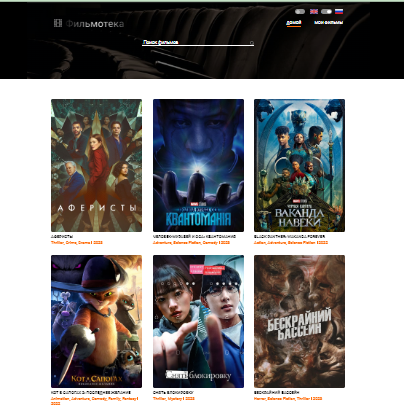 Фильмотека
ДОМОЙ
МОИ ФИЛЬМЫ
Поиск фильмов
АФЕРИСТЫ
КВАНТОМАНИЯ
ВАКАНДА
НАВЕКИ
АФЕРИСТЫ
Thriller, Crime, Drama | 2023
ЧЕЛОВЕК-МУРАВЕЙ И ОСА: КВАНТОМАНИЯ
Adventure, Science Fiction, Comedy | 2023
BLACK PANTHER: WAKANDA FOREVER
Action, Adventure, Science Fiction | 2022
КОТ В САПОГАХ
Снять блокировку
БЕСКРАЙНИЙ
БАССЕЙН
КОТ В САПОГАХ 2: ПОСЛЕДНЕЕ ЖЕЛАНИЕ
Animation, Adventure, Comedy, Family, Fantasy |
2022
СНЯТЬ БЛОКИРОВКУ
Thriller, Mystery | 2023
БЕСКРАЙНИЙ БАССЕЙН
Horror, Science Fiction, Thriller | 2023